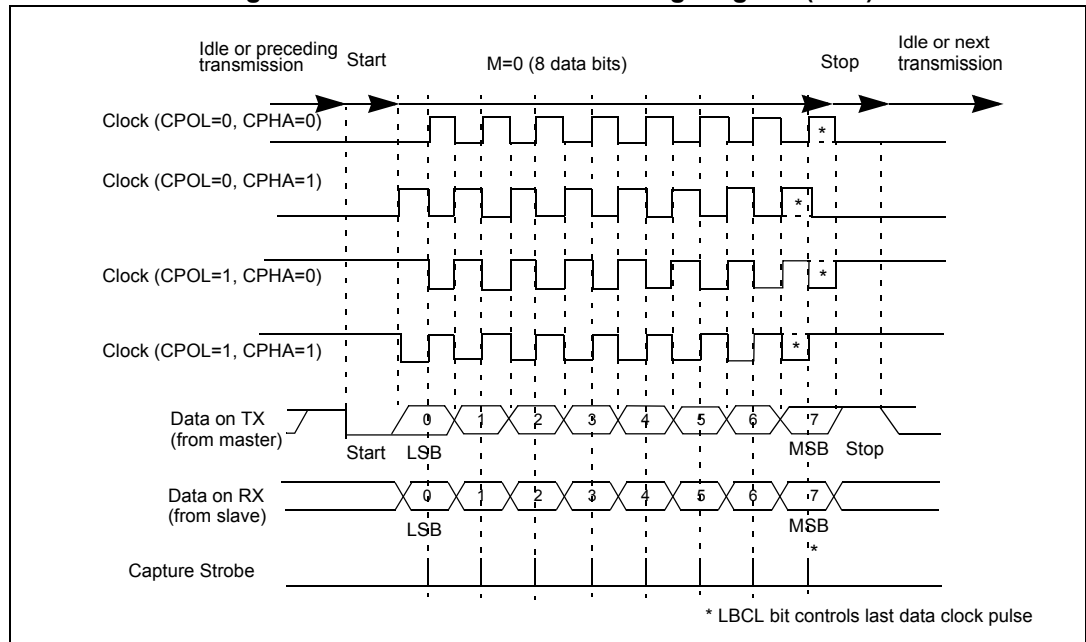 Idle or preceding
transmission
Start
M=0 (8 data bits)
Stop
Idle or next
transmission
Clock (CPOL=0, CPHA=0)
*
Clock (CPOL=0, CPHA=1)
*
Clock (CPOL=1, CPHA=0)
*
Clock (CPOL=1, CPHA=1)
*
Data on TX
(from master)
0 1 2 3 4 5 6 7
Start LSB MSB Stop
Data on RX
(from slave)
0 1 2 3 4 5 6 7
LSB MSB
*
Capture Strobe
* LBCL bit controls last data clock pulse